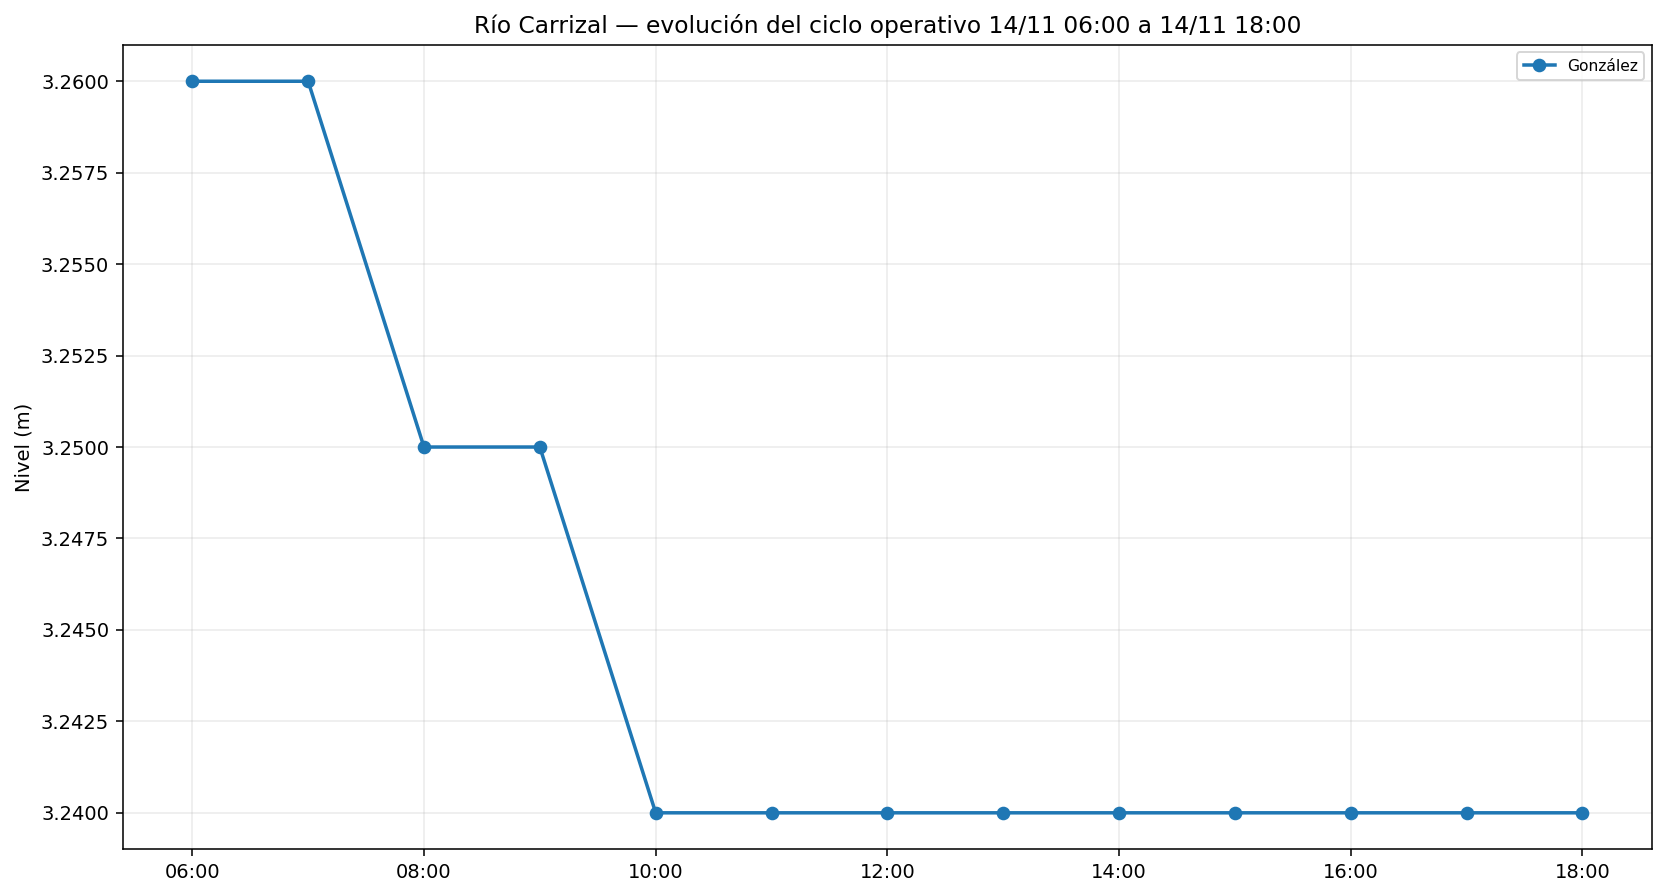 Río Carrizal — evolución del ciclo operativo 14/11 06:00 a 14/11 18:00
González
Nivel (m)
3.2600
3.2575
3.2550
3.2525
3.2500
3.2475
3.2450
3.2425
3.2400
06:00 08:00 10:00 12:00 14:00 16:00 18:00